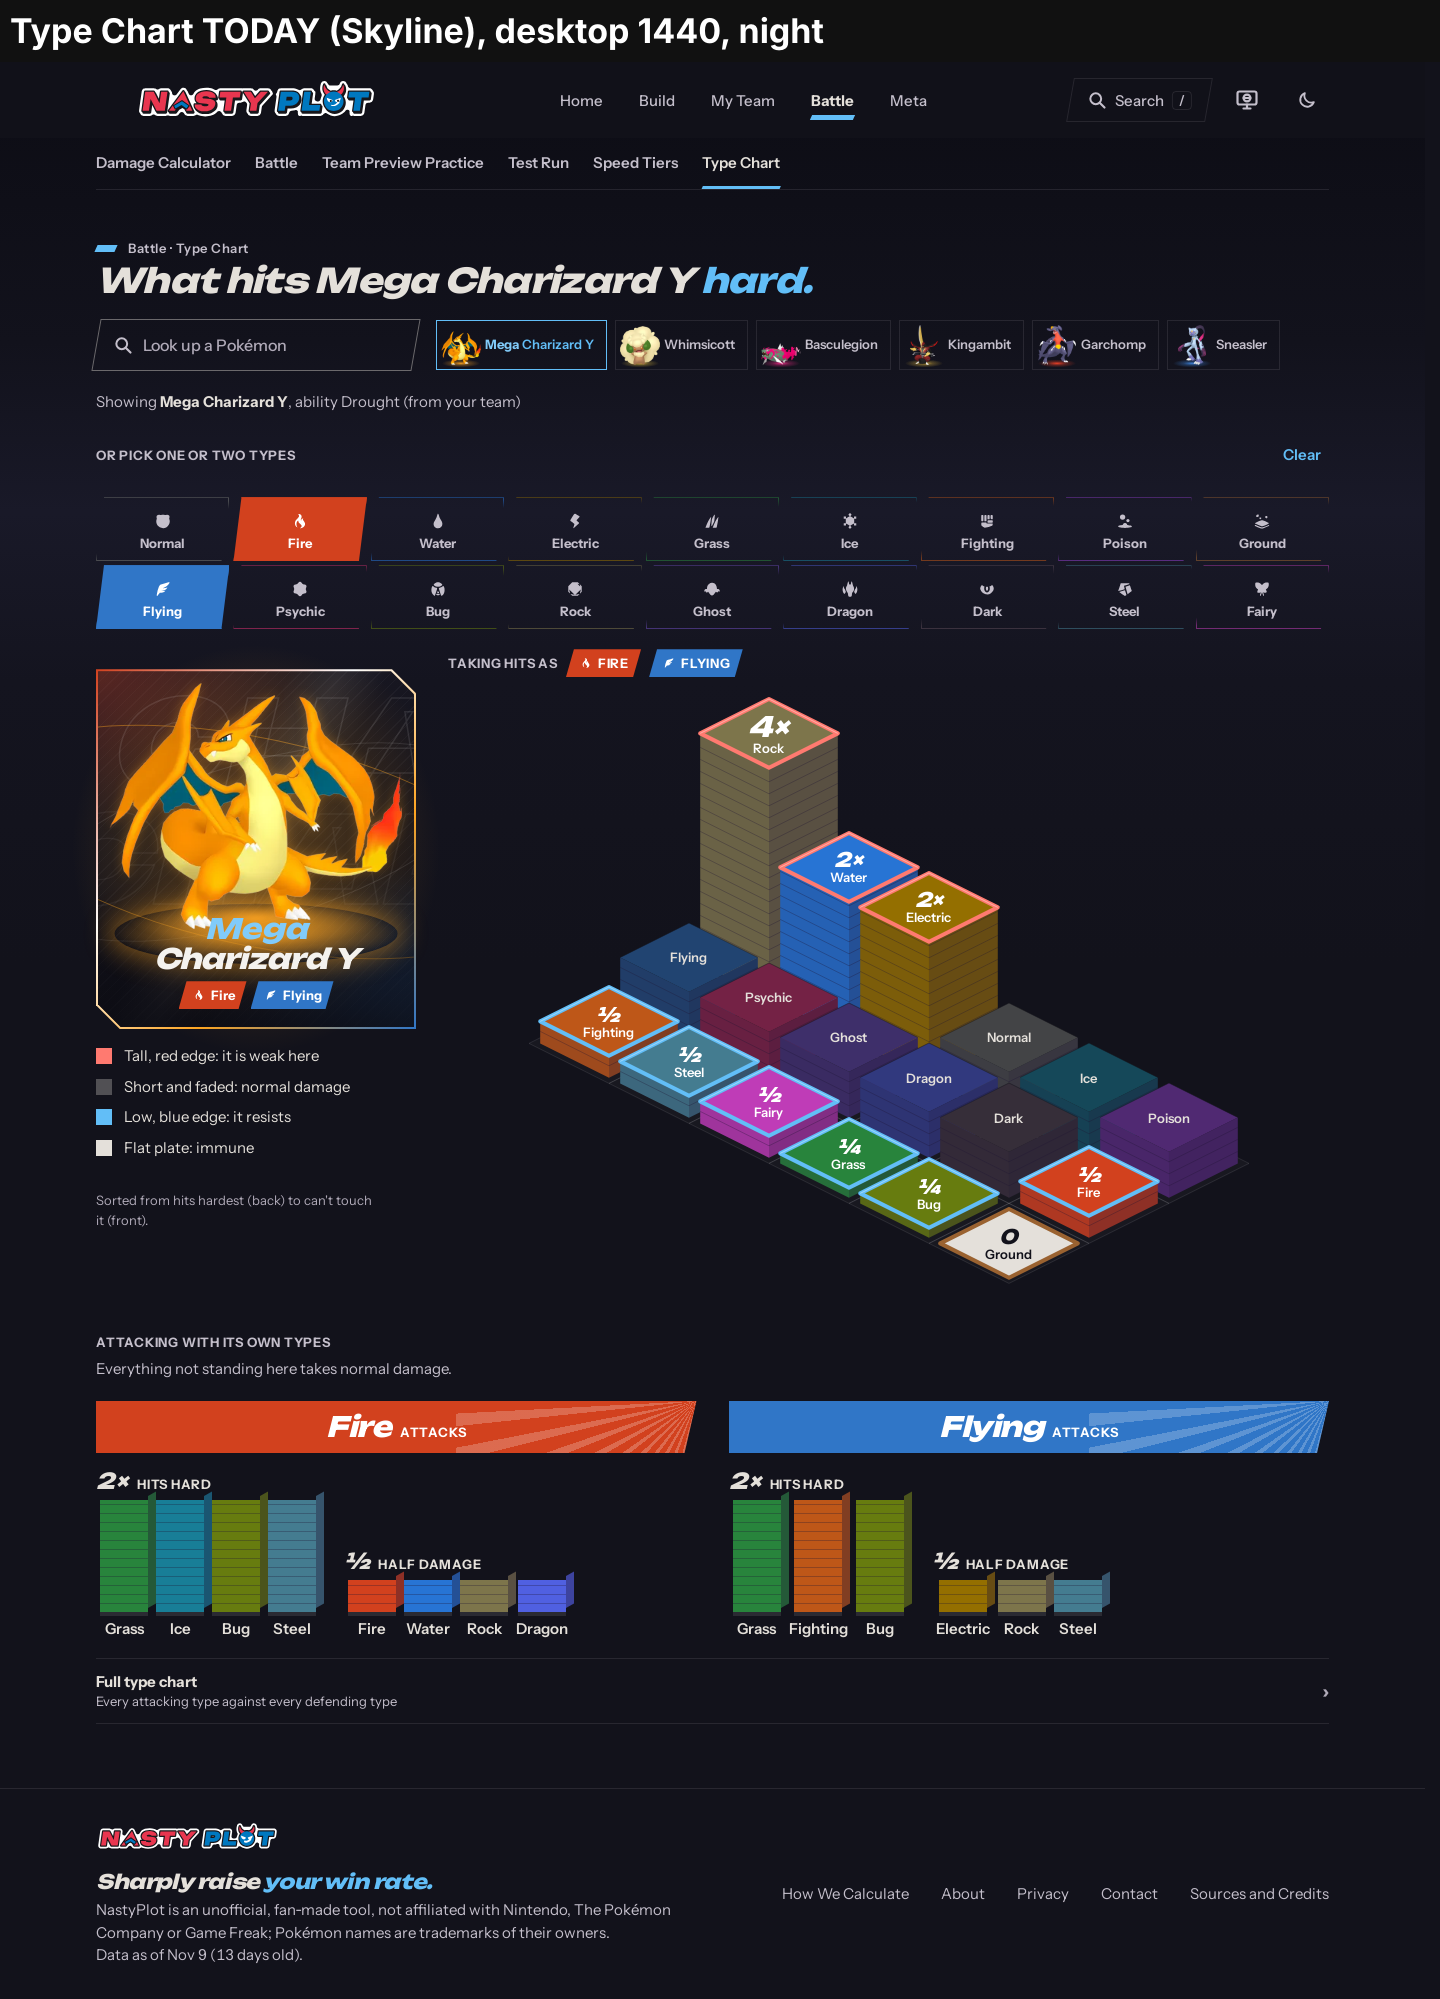 Type Chart TODAY (Skyline), desktop 1440, night
NASTY PLOT
Home
Build
My Team
Battle
Meta
Search /
Damage Calculator
Battle
Team Preview Practice
Test Run
Speed Tiers
Type Chart
Battle · Type Chart
What hits Mega Charizard Y hard.
Look up a Pokémon
Mega Charizard Y
Whimsicott
Basculegion
Kingambit
Garchomp
Sneasler
Showing Mega Charizard Y, ability Drought (from your team)
OR PICK ONE OR TWO TYPES
Clear
Normal
Fire
Water
Electric
Grass
Ice
Fighting
Poison
Ground
Flying
Psychic
Bug
Rock
Ghost
Dragon
Dark
Steel
Fairy
TAKING HITS AS
FIRE
FLYING
Mega
Charizard Y
Fire
Flying
4×
Rock
2×
Water
2×
Electric
Flying
Psychic
Ghost
Normal
Dragon
Ice
Dark
Poison
½
Fighting
½
Steel
½
Fairy
¼
Grass
¼
Bug
½
Fire
0
Ground
Tall, red edge: it is weak here
Short and faded: normal damage
Low, blue edge: it resists
Flat plate: immune
Sorted from hits hardest (back) to can't touch
it (front).
ATTACKING WITH ITS OWN TYPES
Everything not standing here takes normal damage.
Fire ATTACKS
Flying ATTACKS
2× HITS HARD
½ HALF DAMAGE
Grass
Ice
Bug
Steel
Fire
Water
Rock
Dragon
2× HITS HARD
½ HALF DAMAGE
Grass
Fighting
Bug
Electric
Rock
Steel
Full type chart
Every attacking type against every defending type
NASTY PLOT
Sharply raise your win rate.
NastyPlot is an unofficial, fan-made tool, not affiliated with Nintendo, The Pokémon
Company or Game Freak; Pokémon names are trademarks of their owners.
Data as of Nov 9 (13 days old).
How We Calculate
About
Privacy
Contact
Sources and Credits